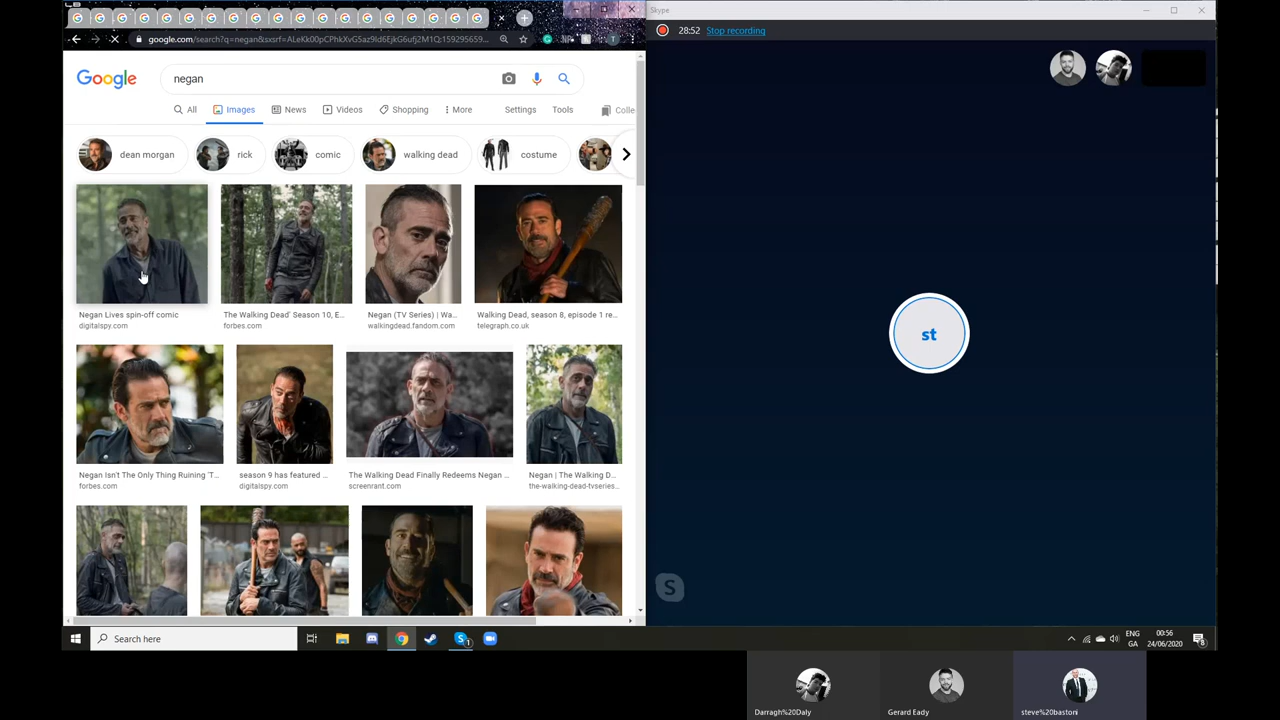 Skype
google.com/search?q=negan&sxsrf=ALeKk00pCPhkXvG5az9Id6EjkG6ufj2M1Q:159295659...
28:52 Stop recording
Google
negan
All Images News Videos Shopping More Settings Tools Colle
dean morgan rick comic walking dead costume
Negan Lives spin-off comic
digitalspy.com
The Walking Dead' Season 10, E...
forbes.com
Negan (TV Series) | Wa...
walkingdead.fandom.com
Walking Dead, season 8, episode 1 re...
telegraph.co.uk
st
Negan Isn't The Only Thing Ruining 'T...
forbes.com
season 9 has featured ...
digitalspy.com
The Walking Dead Finally Redeems Negan ...
screenrant.com
Negan | The Walking D...
the-walking-dead-tvseries...
S
Search here
ENG
GA
00:56
24/06/2020
Darragh%20Daly
Gerard Eady
steve%20bastoni